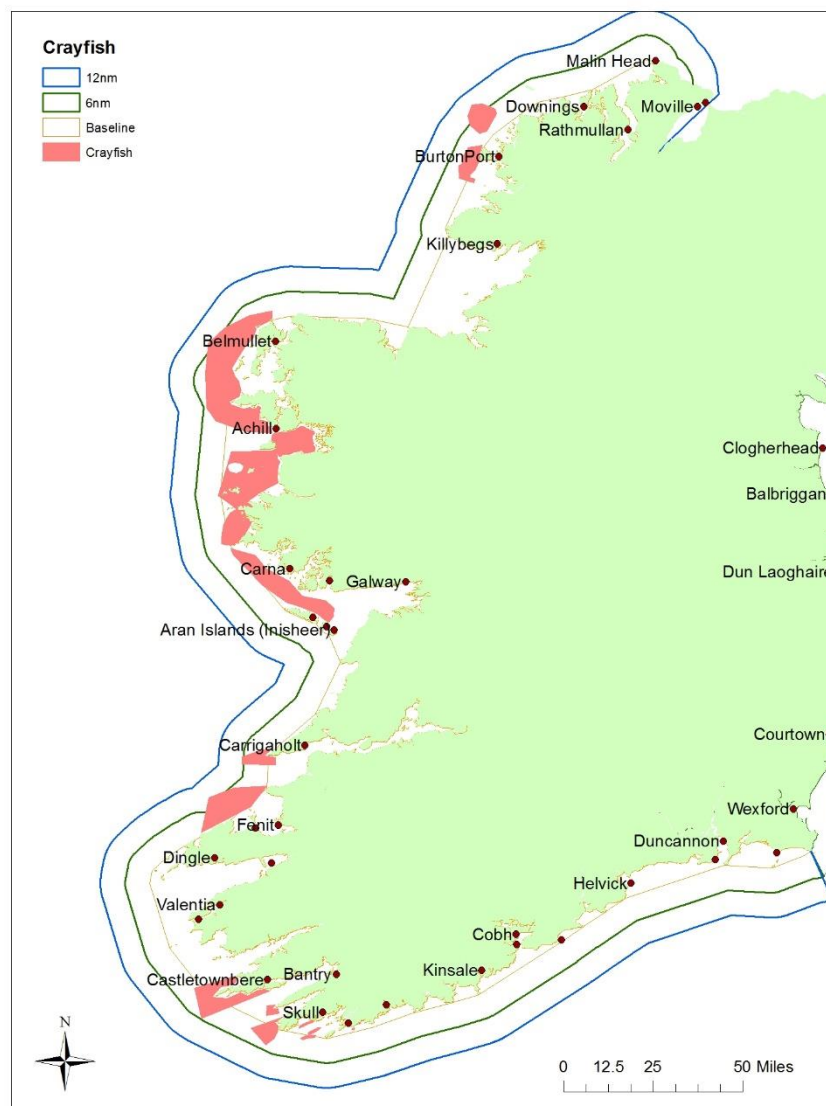 Crayfish
12nm
6nm
Baseline
Crayfish
Malin Head
Downings
Moville
Rathmullan
BurtonPort
Killybegs
Belmullet
Achill
Clogherhead
Balbriggan
Carna
Galway
Dun Laoghaire
Aran Islands (Inisheer)
Carrigaholt
Courtown
Wexford
Fenit
Duncannon
Dingle
Helvick
Valentia
Cobh
Castletownbere
Bantry
Kinsale
Skull
N
0 12.5 25 50 Miles